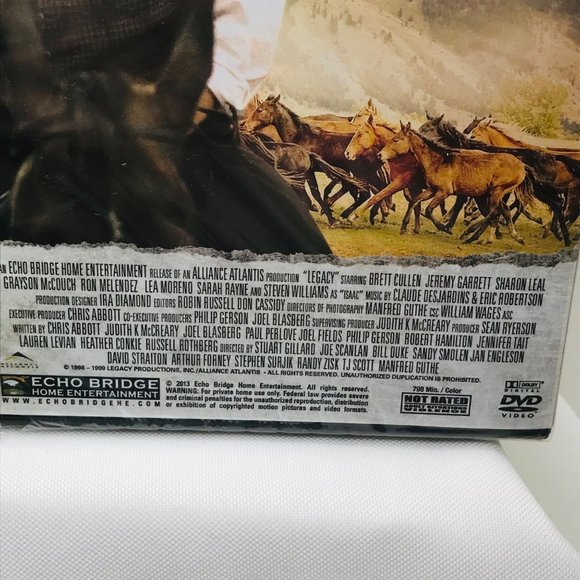 AN ECHO BRIDGE HOME ENTERTAINMENT RELEASE OF AN ALLIANCE ATLANTIS PRODUCTION "LEGACY" STARRING BRETT CULLEN JEREMY GARRETT SHARON LEAL
GRAYSON McCOUCH RON MELENDEZ LEA MORENO SARAH RAYNE AND STEVEN WILLIAMS AS "ISAAC" MUSIC BY CLAUDE DESJARDINS & ERIC ROBERTSON
PRODUCTION DESIGNER IRA DIAMOND EDITORS ROBIN RUSSELL DON CASSIDY DIRECTORS OF PHOTOGRAPHY MANFRED GUTHE CSC WILLIAM WAGES ASC
EXECUTIVE PRODUCER CHRIS ABBOTT CO-EXECUTIVE PRODUCERS PHILIP GERSON JOEL BLASBERG SUPERVISING PRODUCER JUDITH K McCREARY PRODUCER SEAN RYERSON
WRITTEN BY CHRIS ABBOTT JUDITH K McCREARY JOEL BLASBERG PAUL PERLOVE JOEL FIELDS PHILIP GERSON ROBERT HAMILTON JENNIFER TAIT
LAUREN LEVIAN HEATHER CONKIE RUSSELL ROTHBERG DIRECTED BY STUART GILLARD JOE SCANLAN BILL DUKE SANDY SMOLEN JAN ENGLESON
DAVID STRAITON ARTHUR FORNEY STEPHEN SURJIK RANDY ZISK TJ SCOTT MANFRED GUTHE
© 1998 - 1999 LEGACY PRODUCTIONS, INC./ALLIANCE ATLANTIS - ALL RIGHTS RESERVED. UNAUTHORIZED DUPLICATION IS PROHIBITED.
ECHO BRIDGE
HOME ENTERTAINMENT
WWW.ECHOBRIDGEHE.COM
© 2013 Echo Bridge Home Entertainment. All rights reserved.
WARNING: For private home use only. Federal law provides severe
and criminal penalties for the unauthorized reproduction, distribution
or exhibition of copyrighted motion pictures and video formats.
798 Min. / Color
NOT RATED
DOLBY
DIGITAL
DVD
VIDEO